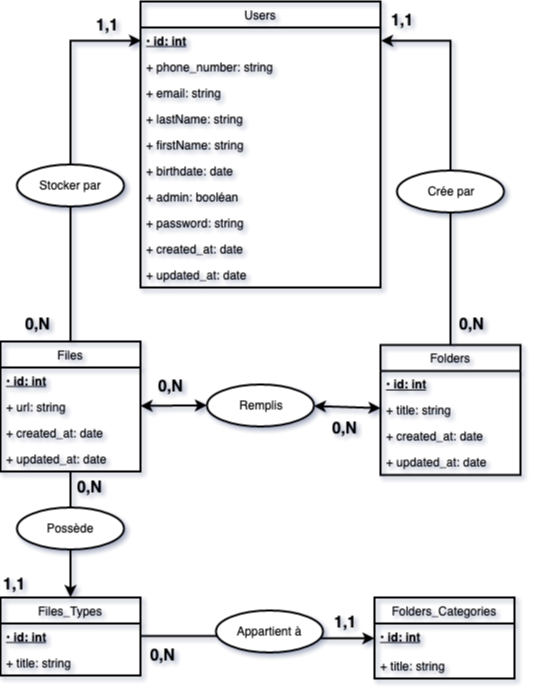 Users
1,1
1,1
· id: int
+ phone_number: string
+ email: string
+ lastName: string
+ firstName: string
+ birthdate: date
+ admin: booléan
+ password: string
+ created_at: date
+ updated_at: date
Stocker par
Crée par
0,N
0,N
Files
· id: int
+ url: string
+ created_at: date
+ updated_at: date
0,N
Remplis
0,N
Folders
· id: int
+ title: string
+ created_at: date
+ updated_at: date
0,N
Possède
1,1
Files_Types
· id: int
+ title: string
0,N
Appartient à
1,1
Folders_Categories
· id: int
+ title: string